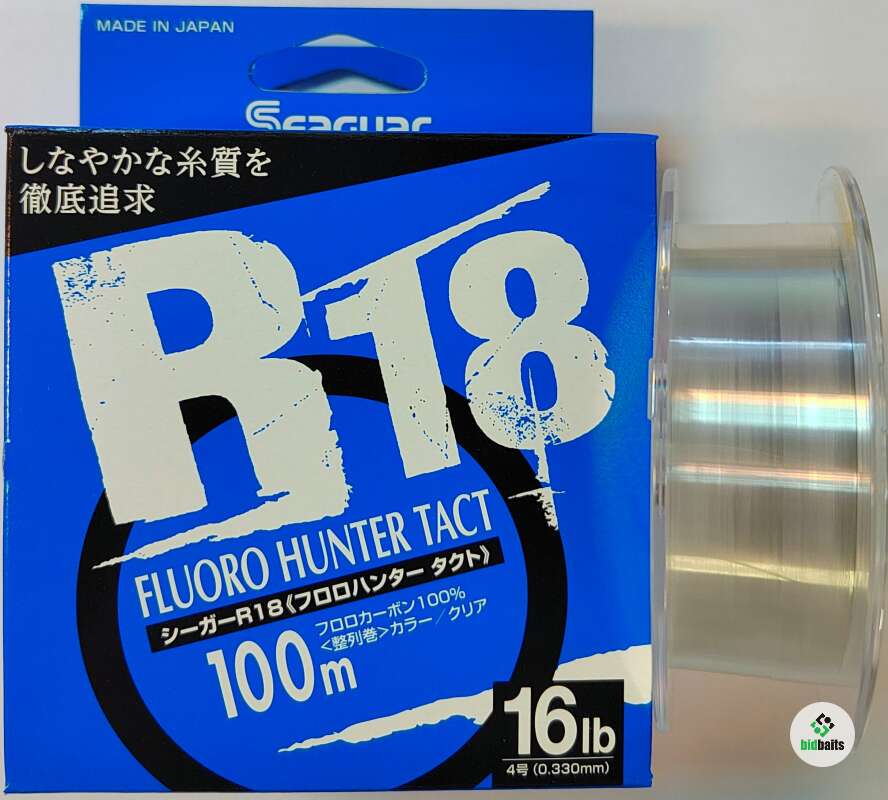 MADE IN JAPAN
Seaguar
しなやかな糸質を
徹底追求
R18
FLUORO HUNTER TACT
シーガーR18《フロロハンター タクト》
100m
フロロカーボン100%
<整列巻>カラー/クリア
16lb
4号 (0.330mm)
bidbaits